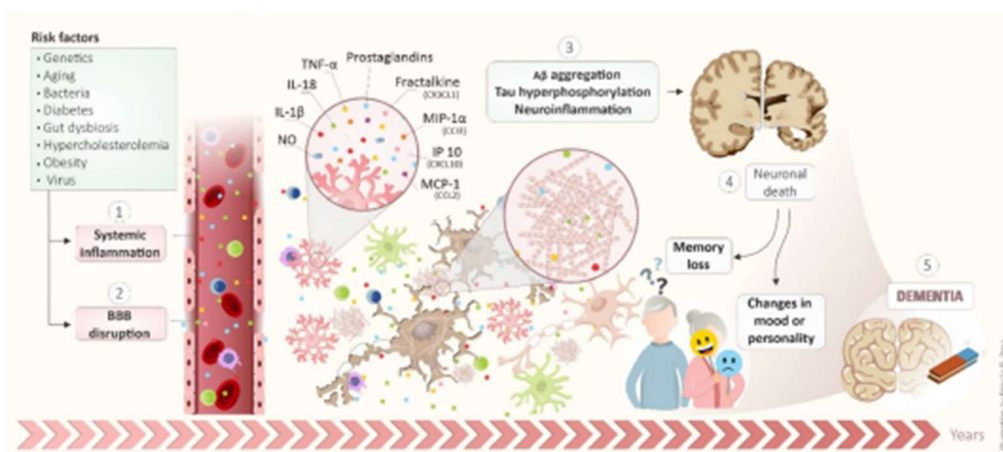 Risk factors
• Genetics
• Aging
• Bacteria
• Diabetes
• Gut dysbiosis
• Hypercholesterolemia
• Obesity
• Virus
1
Systemic
inflammation
2
BBB
disruption
TNF-α
Prostaglandins
IL-18
Fractalkine
(CX3CL1)
IL-1β
MIP-1α
NO
IP 10
(CXCL10)
MCP-1
(CCL2)
3
Aβ aggregation
Tau hyperphosphorylation
Neuroinflammation
4
Neuronal
death
Memory
loss
? ? ?
Changes in
mood or
personality
5
DEMENTIA
Years